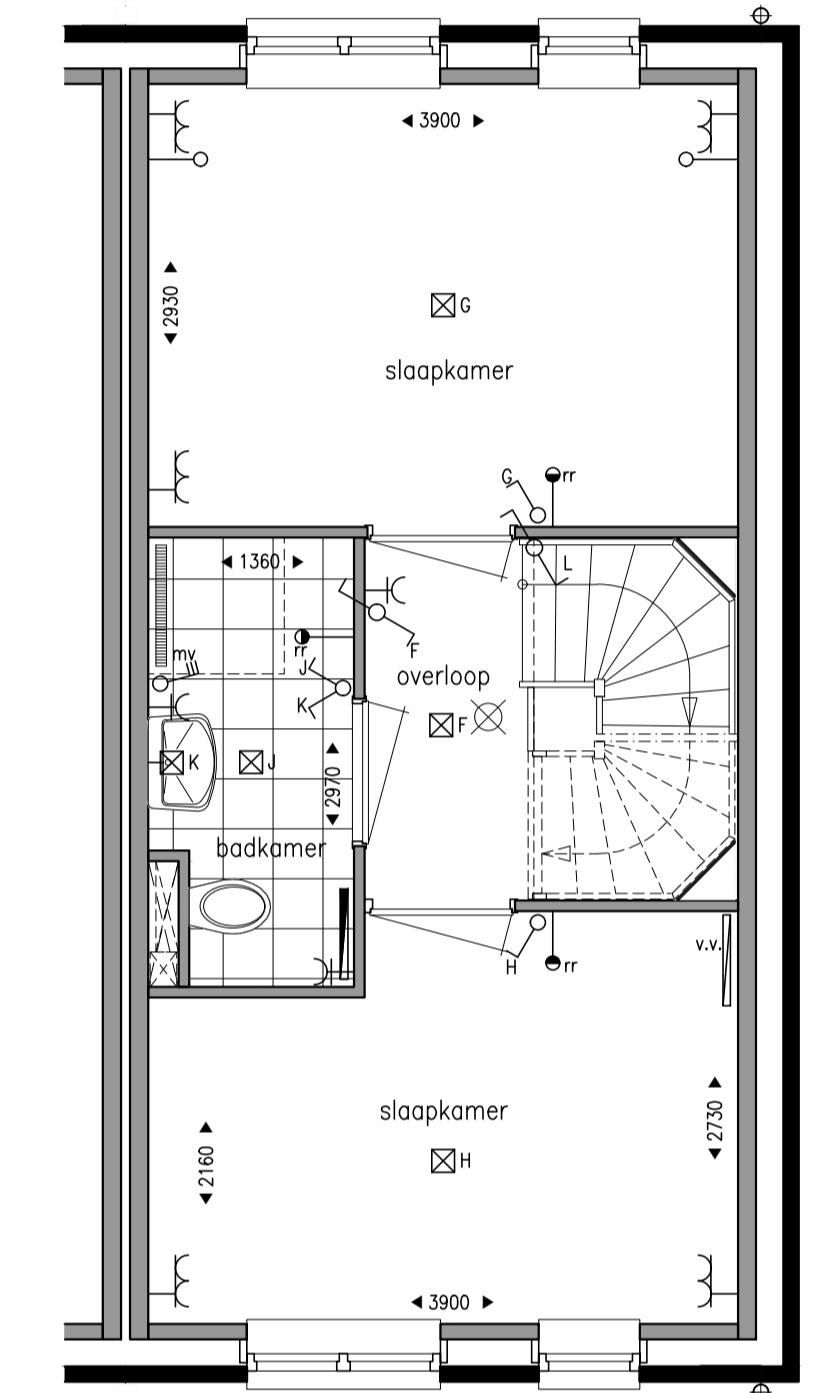 3900
2930
G
slaapkamer
G
rr
L
1360
F
mv
rr
J
K
overloop
F
K
J
2970
badkamer
v.v.
H
rr
slaapkamer
H
2730
2160
3900